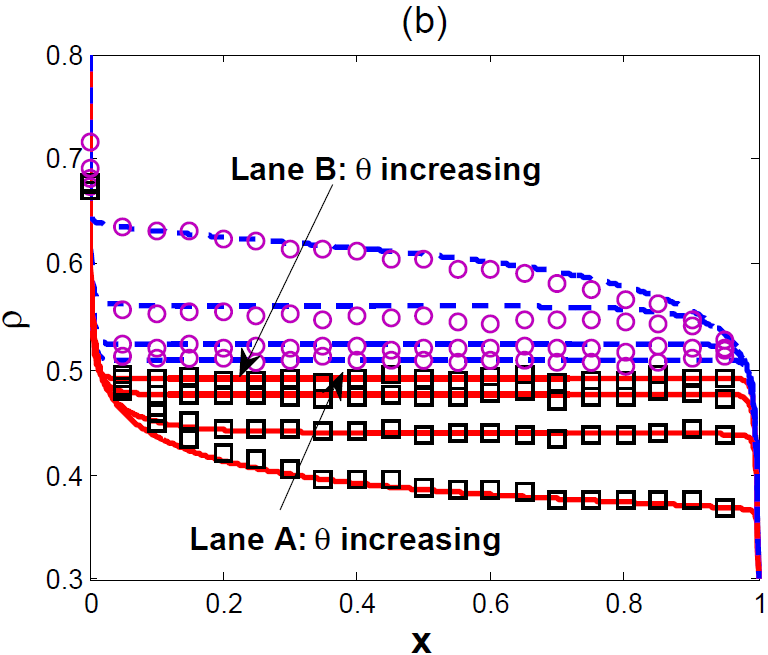 (b)
0.8
0.7
0.6
0.5
0.4
0.3
ρ
Lane B: θ increasing
Lane A: θ increasing
0
0.2
0.4
0.6
0.8
1
x